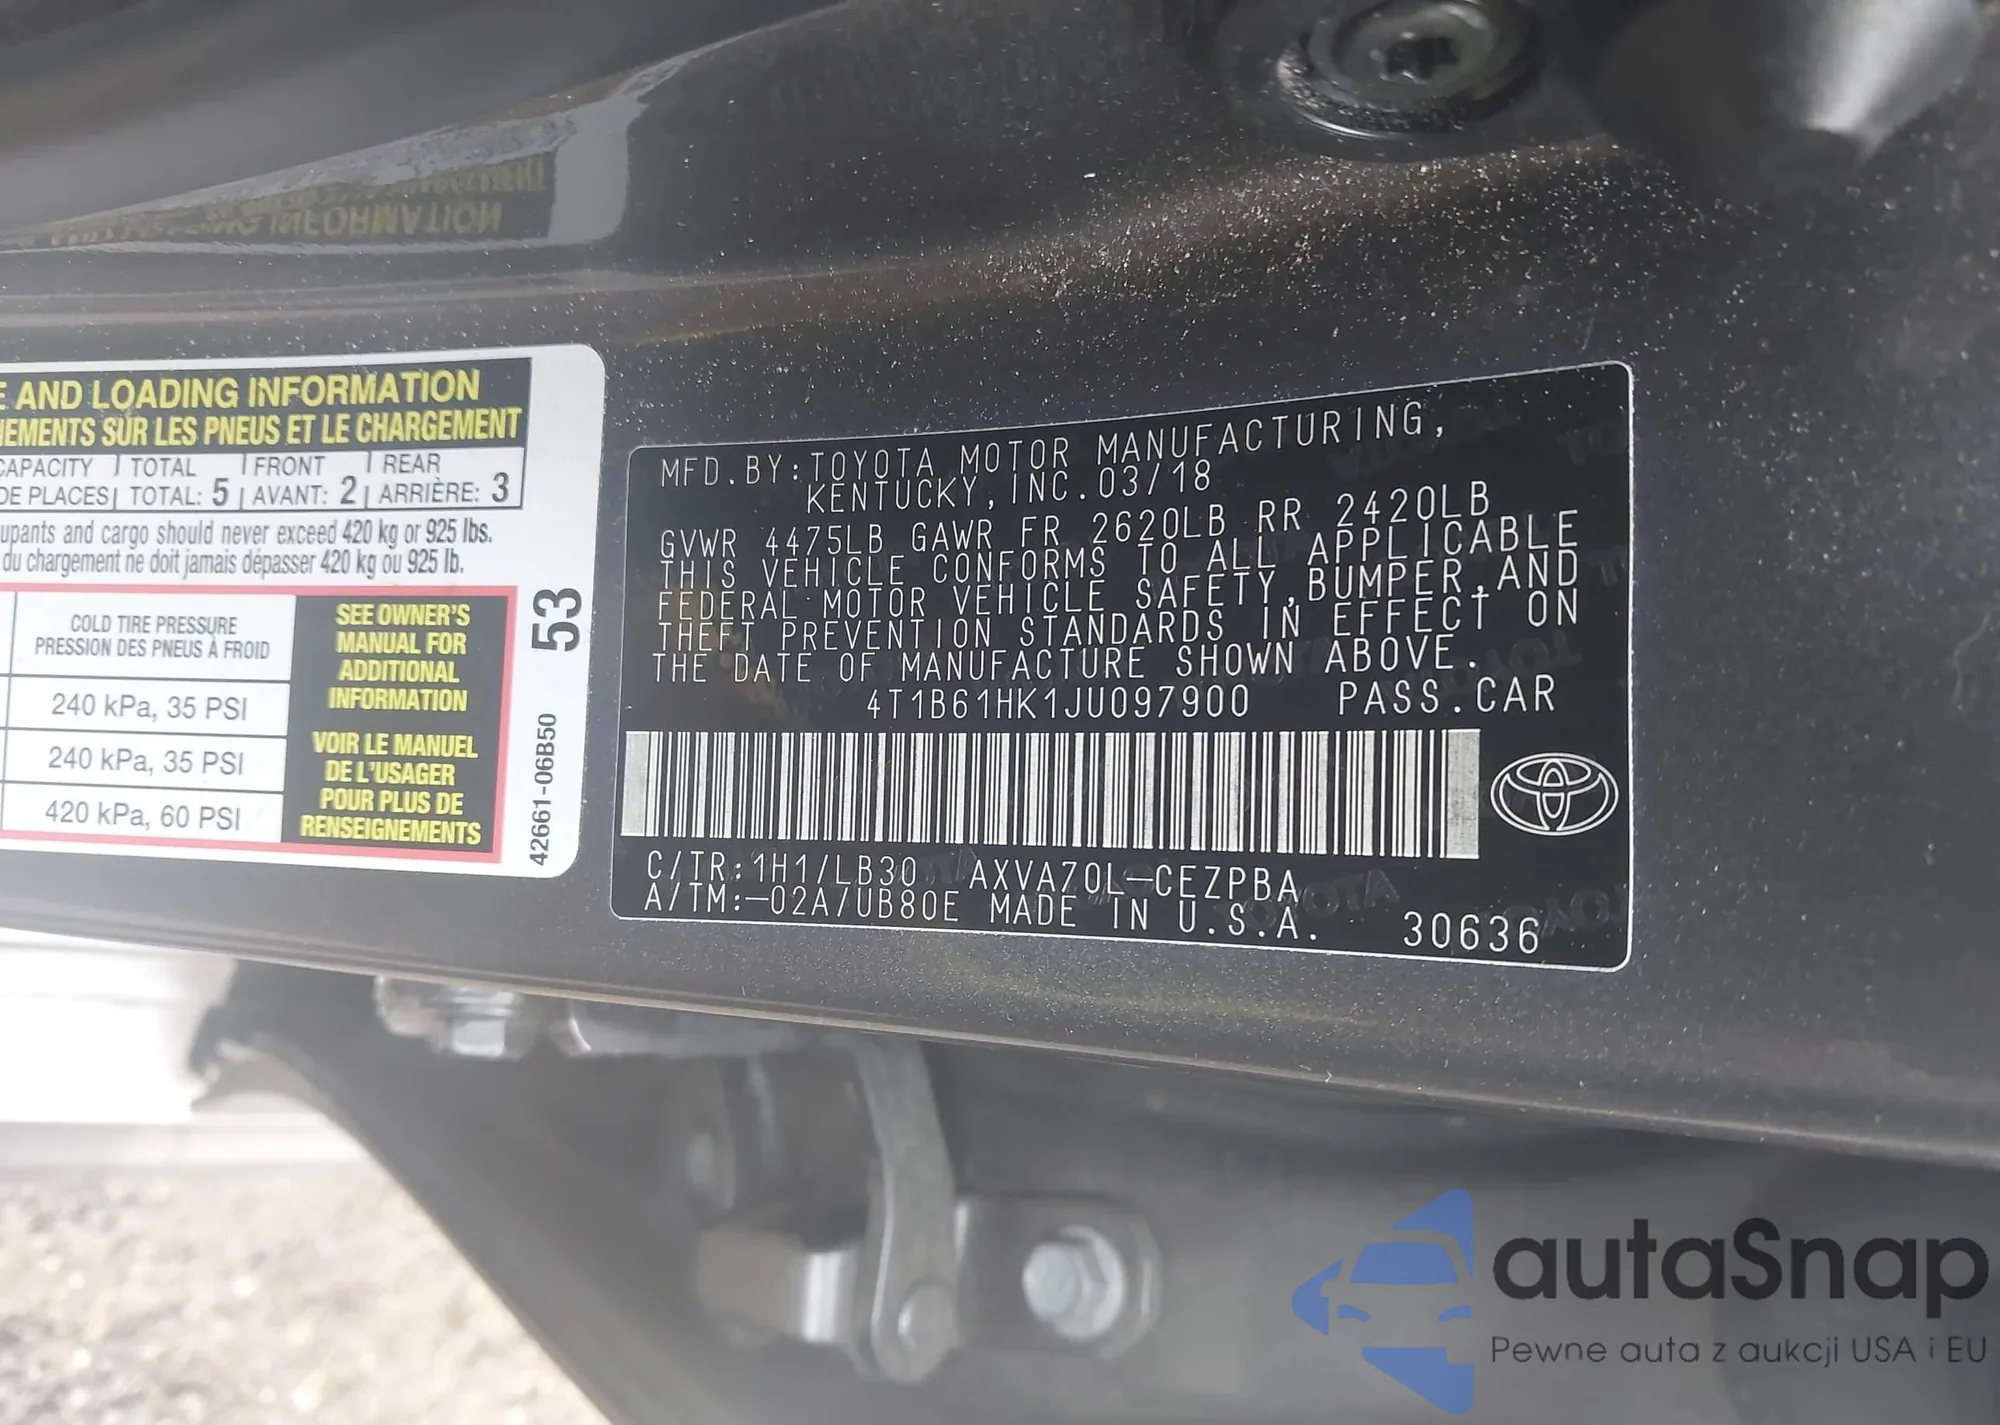 E AND LOADING INFORMATION
EMENTS SUR LES PNEUS ET LE CHARGEMENT
CAPACITY TOTAL FRONT REAR
DE PLACES TOTAL: 5 AVANT: 2 ARRIÈRE: 3
upants and cargo should never exceed 420 kg or 925 lbs.
du chargement ne doit jamais dépasser 420 kg ou 925 lb.
COLD TIRE PRESSURE
PRESSION DES PNEUS À FROID
240 kPa, 35 PSI
240 kPa, 35 PSI
420 kPa, 60 PSI
SEE OWNER'S
MANUAL FOR
ADDITIONAL
INFORMATION
VOIR LE MANUEL
DE L'USAGER
POUR PLUS DE
RENSEIGNEMENTS
53
42661-06B50
MFD.BY:TOYOTA MOTOR MANUFACTURING,
KENTUCKY,INC.03/18
GVWR 4475LB GAWR FR 2620LB RR 2420LB
THIS VEHICLE CONFORMS TO ALL APPLICABLE
FEDERAL MOTOR VEHICLE SAFETY,BUMPER,AND
THEFT PREVENTION STANDARDS IN EFFECT ON
THE DATE OF MANUFACTURE SHOWN ABOVE.
4T1B61HK1JU097900 PASS.CAR
C/TR:1H1/LB30 AXVA70L-CEZPBA
A/TM:-02A/UB80E MADE IN U.S.A. 30636
autaSnap
Pewne auta z aukcji USA i EU